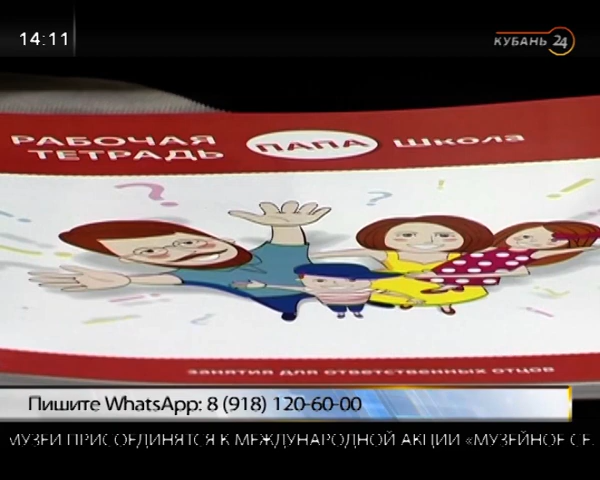 14:11
КУБАНЬ 24
РАБОЧАЯ
ТЕТРАДЬ
ПАПА школа
занятия для ответственных отцов
Пишите WhatsApp: 8 (918) 120-60-00
МУЗЕИ ПРИСОЕДИНЯТСЯ К МЕЖДУНАРОДНОЙ АКЦИИ «МУЗЕЙНОЕ СЕ